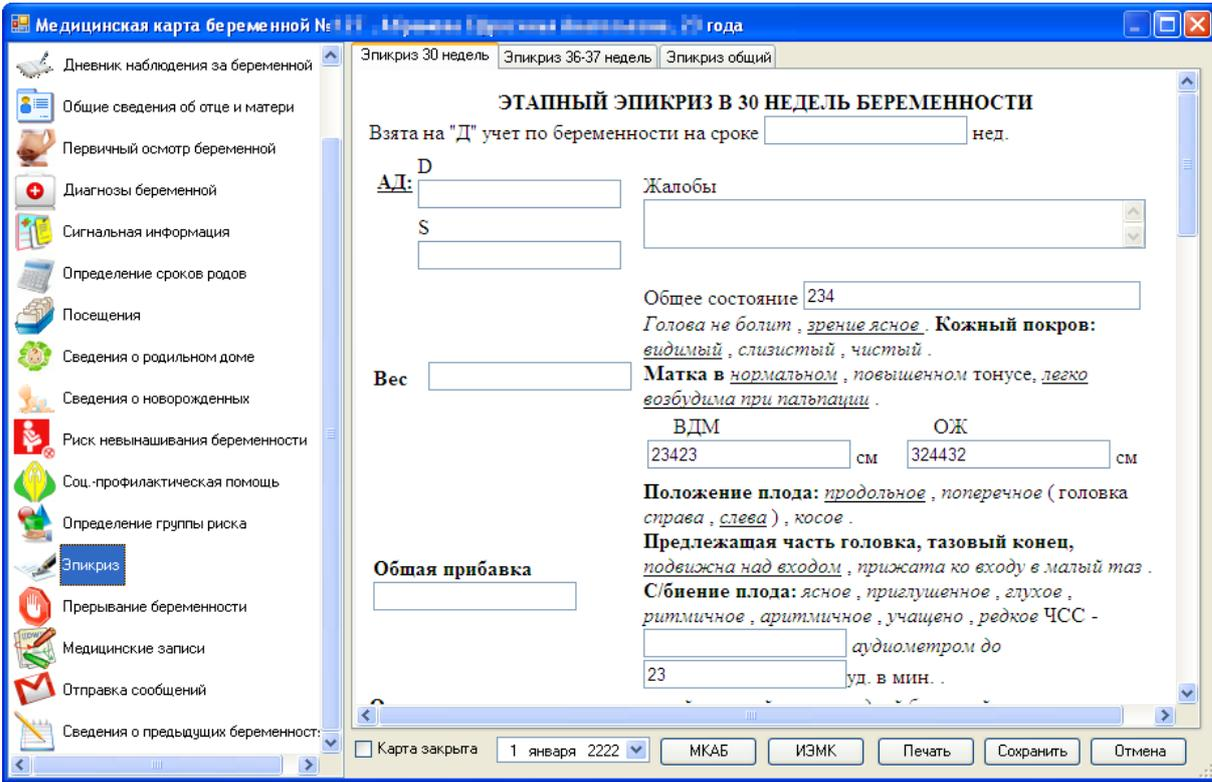 Медицинская карта беременной № года
Дневник наблюдения за беременной
Общие сведения об отце и матери
Первичный осмотр беременной
Диагнозы беременной
Сигнальная информация
Определение сроков родов
Посещения
Сведения о родильном доме
Сведения о новорожденных
Риск невынашивания беременности
Соц.-профилактическая помощь
Определение группы риска
Эпикриз
Прерывание беременности
Медицинские записи
Отправка сообщений
Сведения о предыдущих беременност
Эпикриз 30 недель Эпикриз 36-37 недель Эпикриз общий
ЭТАПНЫЙ ЭПИКРИЗ В 30 НЕДЕЛЬ БЕРЕМЕННОСТИ
Взята на "Д" учет по беременности на сроке нед.
АД:
D
S
Вес
Общая прибавка
Жалобы
Общее состояние 234
Голова не болит , зрение ясное . Кожный покров:
видимый , слизистый , чистый .
Матка в нормальном , повышенном тонусе, легко
возбудима при пальпации .
ВДМ ОЖ
23423 см 324432 см
Положение плода: продольное , поперечное ( головка
справа , слева ) , косое .
Предлежащая часть головка, тазовый конец,
подвижна над входом , прижата ко входу в малый таз .
С/биение плода: ясное , приглушенное , глухое ,
ритмичное , аритмичное , учащено , редкое ЧСС -
аудиометром до
23 уд. в мин. .
Карта закрыта 1 января 2222 МКАБ ИЭМК Печать Сохранить Отмена